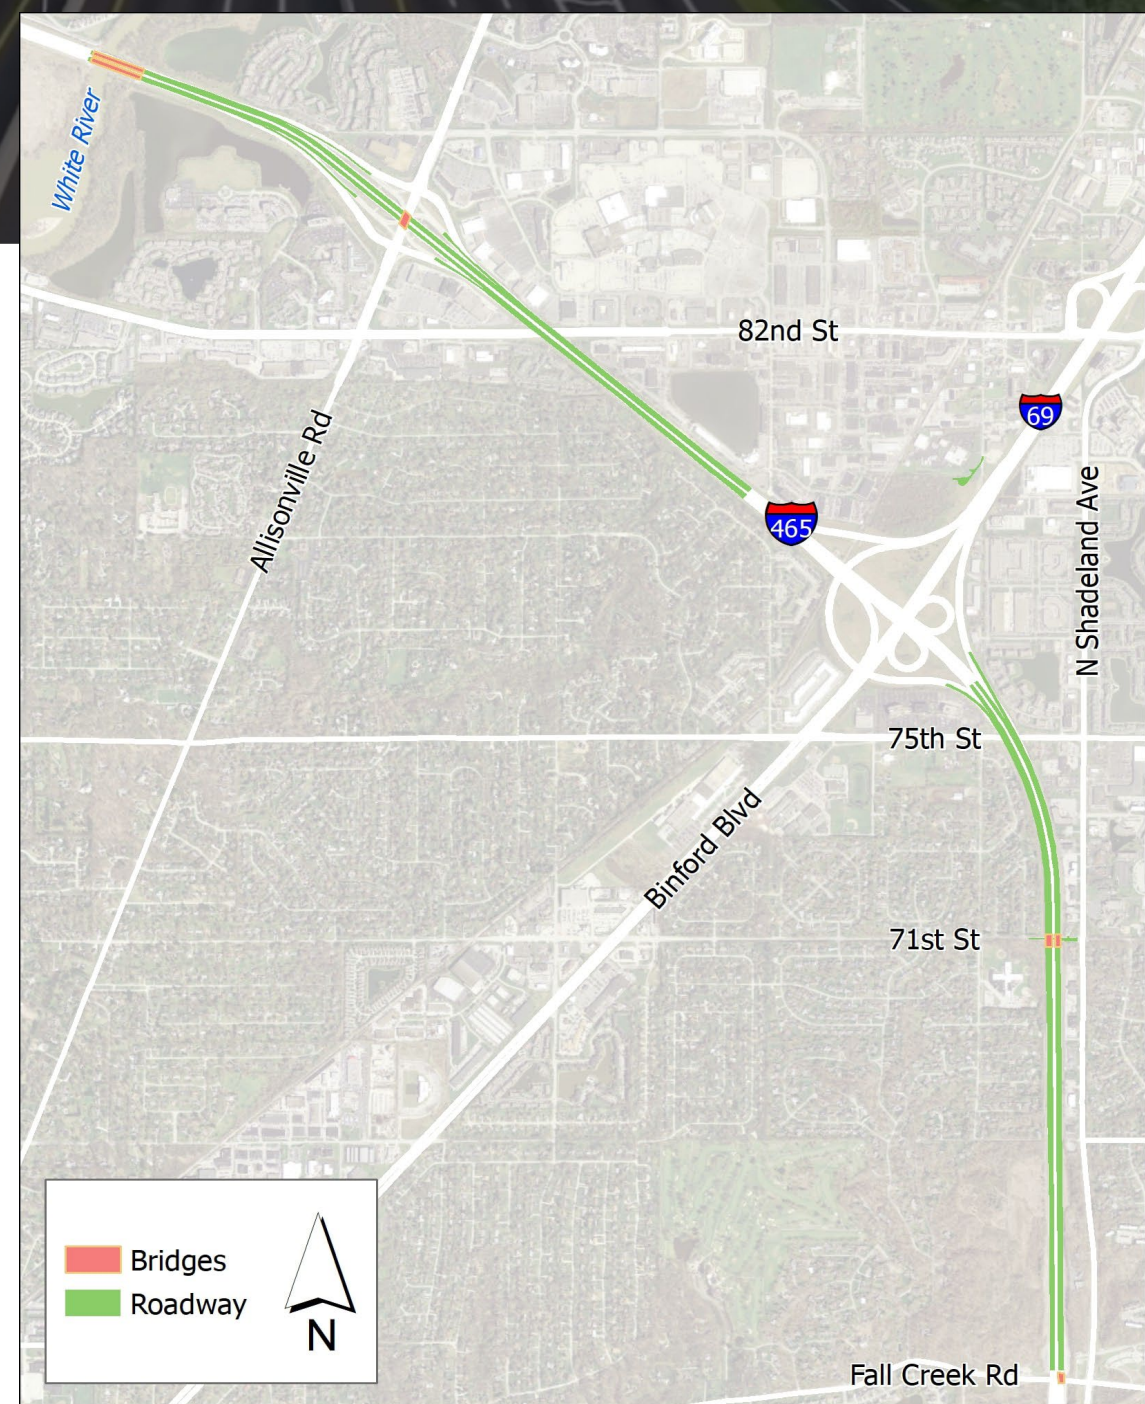 White River
82nd St
69
Allisonville Rd
465
N Shadeland Ave
75th St
Binford Blvd
71st St
Bridges
Roadway
N
Fall Creek Rd